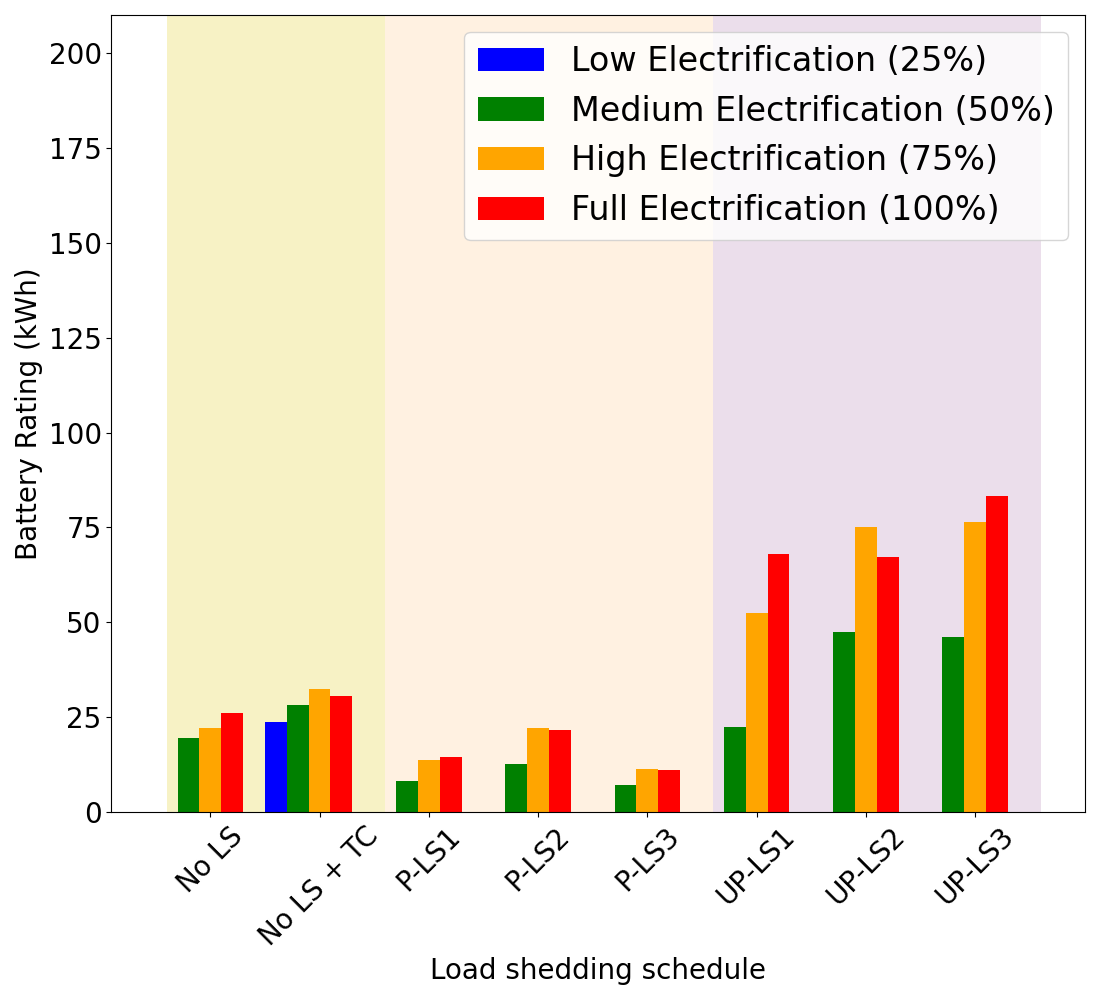 Low Electrification (25%)
Medium Electrification (50%)
High Electrification (75%)
Full Electrification (100%)
Battery Rating (kWh)
200
175
150
125
100
75
50
25
0
No LS
No LS + TC
P-LS1
P-LS2
P-LS3
UP-LS1
UP-LS2
UP-LS3
Load shedding schedule